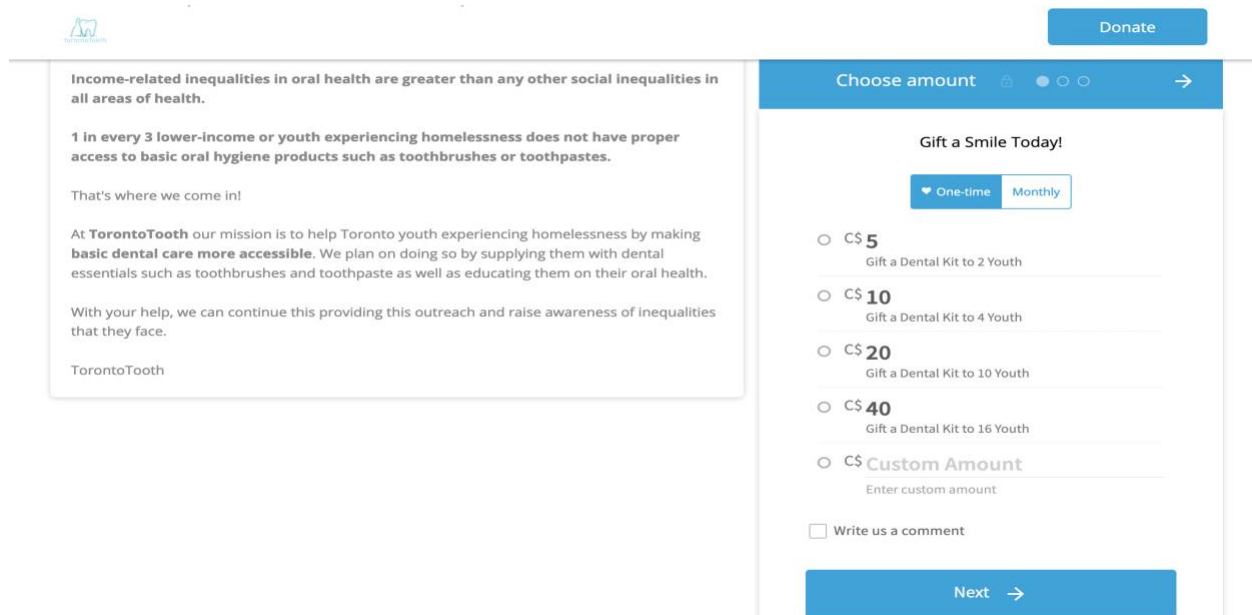 TorontoTooth
Donate
Income-related inequalities in oral health are greater than any other social inequalities in
all areas of health.
1 in every 3 lower-income or youth experiencing homelessness does not have proper
access to basic oral hygiene products such as toothbrushes or toothpastes.
That's where we come in!
At TorontoTooth our mission is to help Toronto youth experiencing homelessness by making
basic dental care more accessible. We plan on doing so by supplying them with dental
essentials such as toothbrushes and toothpaste as well as educating them on their oral health.
With your help, we can continue this providing this outreach and raise awareness of inequalities
that they face.
TorontoTooth
Choose amount
Gift a Smile Today!
One-time Monthly
C$ 5
Gift a Dental Kit to 2 Youth
C$ 10
Gift a Dental Kit to 4 Youth
C$ 20
Gift a Dental Kit to 10 Youth
C$ 40
Gift a Dental Kit to 16 Youth
C$ Custom Amount
Enter custom amount
Write us a comment
Next